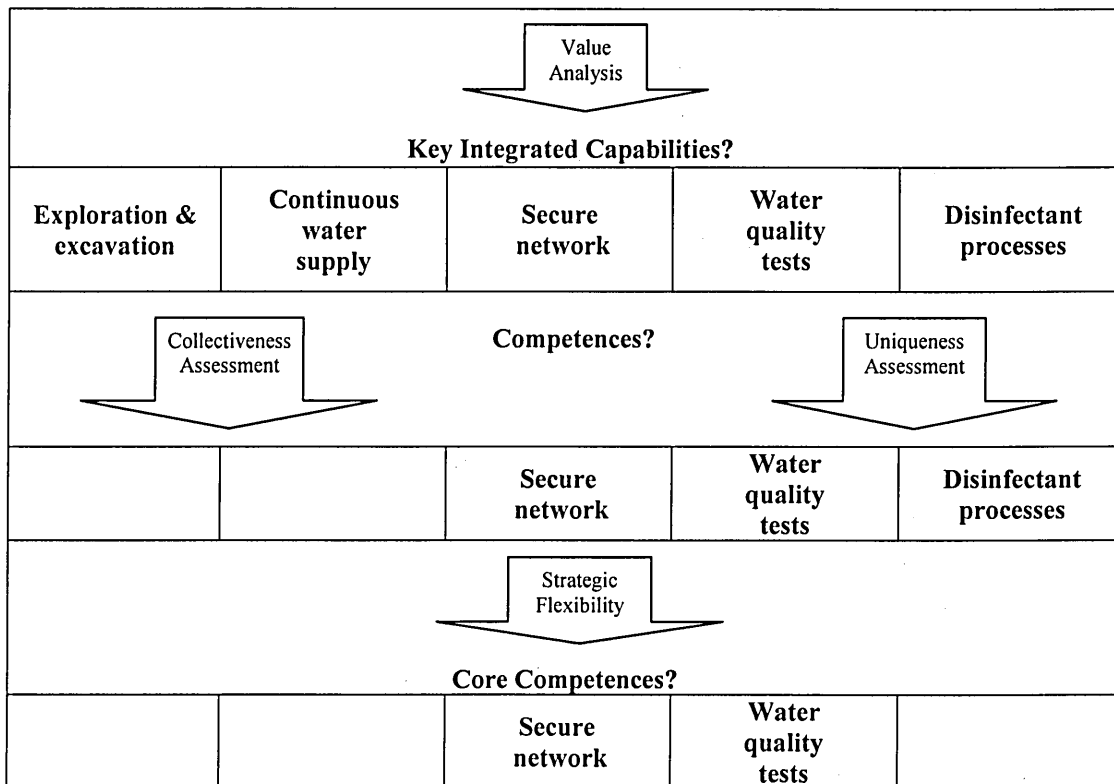 Value
Analysis
Key Integrated Capabilities?
Exploration &
excavation
Continuous
water
supply
Secure
network
Water
quality
tests
Disinfectant
processes
Collectiveness
Assessment
Competences?
Uniqueness
Assessment
Secure
network
Water
quality
tests
Disinfectant
processes
Strategic
Flexibility
Core Competences?
Secure
network
Water
quality
tests